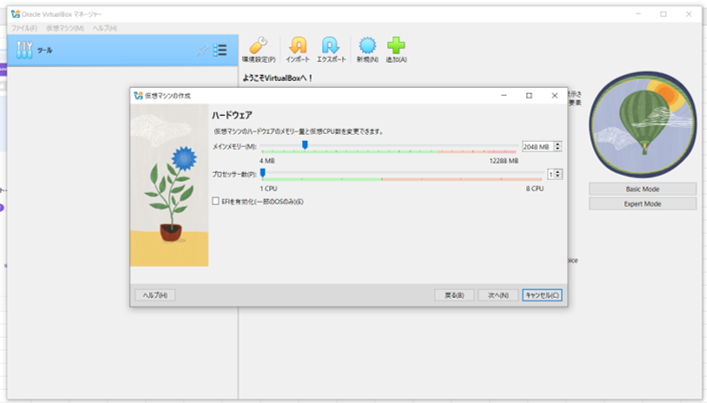 Oracle VirtualBox マネージャー
ファイル(F) 仮想マシン(M) ヘルプ(H)
ツール
環境設定(P) インポート エクスポート 新規(N) 追加(A)
ようこそVirtualBoxへ！
仮想マシンの作成
ハードウェア
仮想マシンのハードウェアのメモリー量と仮想CPU数を変更できます。
メインメモリー(M):
2048 MB
4 MB 12288 MB
プロセッサー数(P):
1
1 CPU 8 CPU
EFIを有効化(一部のOSのみ)(E)
ヘルプ(H) 戻る(B) 次へ(N) キャンセル(C)
表示さ
要素
Basic Mode
Expert Mode
oice